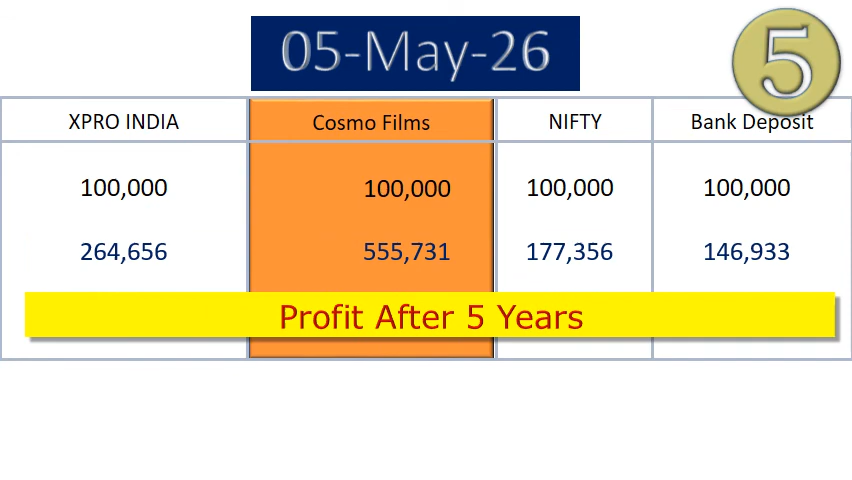 05-May-26
5
XPRO INDIA Cosmo Films NIFTY Bank Deposit
100,000 100,000 100,000 100,000
264,656 555,731 177,356 146,933
Profit After 5 Years